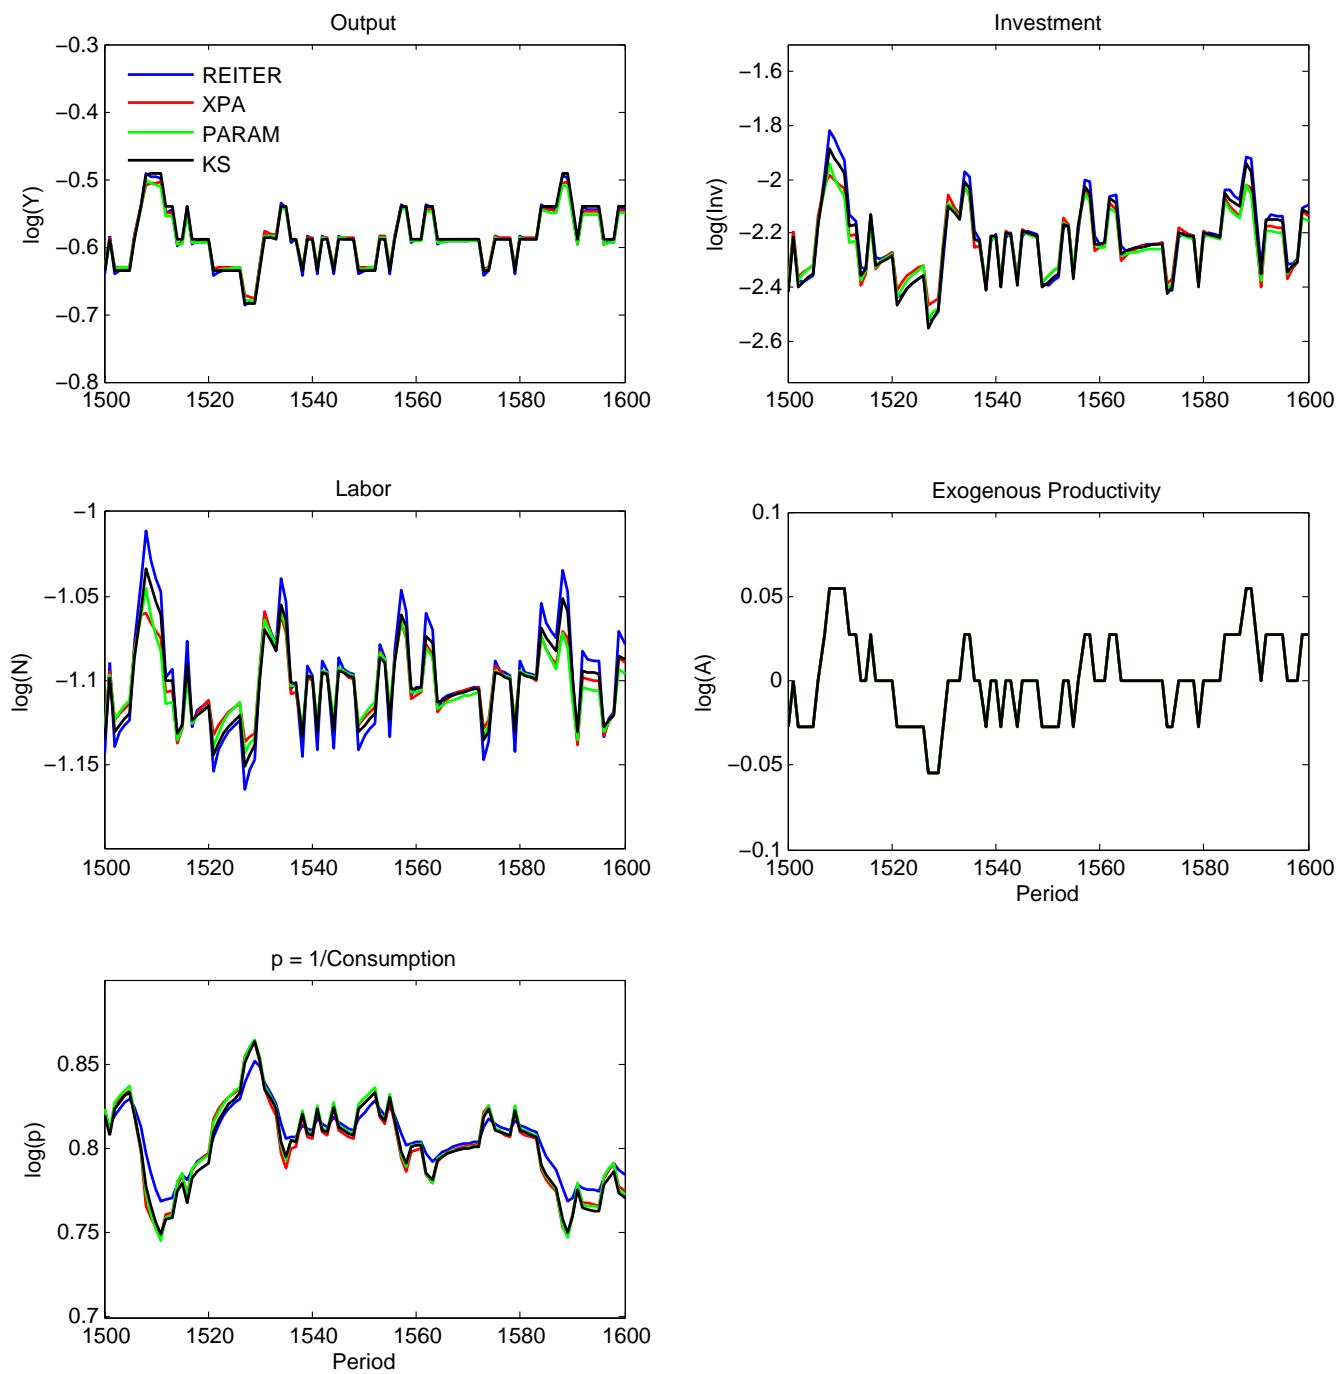 Output
−0.3
−0.4
−0.5
−0.6
−0.7
−0.8
log(Y)
REITER
XPA
PARAM
KS
1500 1520 1540 1560 1580 1600
Investment
−1.6
−1.8
−2
−2.2
−2.4
−2.6
log(Inv)
1500 1520 1540 1560 1580 1600
Labor
−1
−1.05
−1.1
−1.15
log(N)
1500 1520 1540 1560 1580 1600
Exogenous Productivity
0.1
0.05
0
−0.05
−0.1
log(A)
1500 1520 1540 1560 1580 1600
Period
p = 1/Consumption
0.85
0.8
0.75
0.7
log(p)
1500 1520 1540 1560 1580 1600
Period